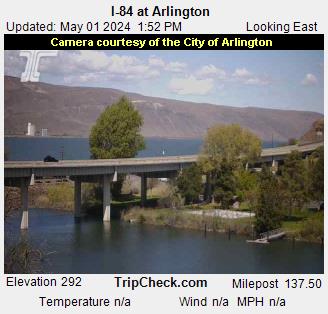 I-84 at Arlington
Updated: May 01 2024 1:52 PM Looking East
Camera courtesy of the City of Arlington
Elevation 292 TripCheck.com Milepost 137.50
Temperature n/a Wind n/a MPH n/a